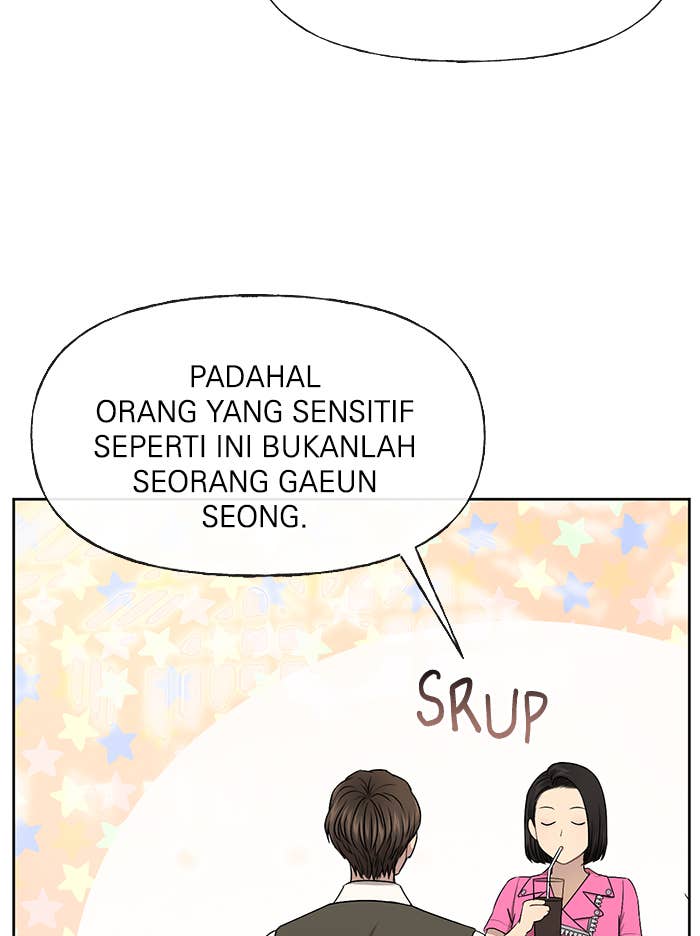 PADAHAL
ORANG YANG SENSITIF
SEPERTI INI BUKANLAH
SEORANG GAEUN
SEONG.
SRUP